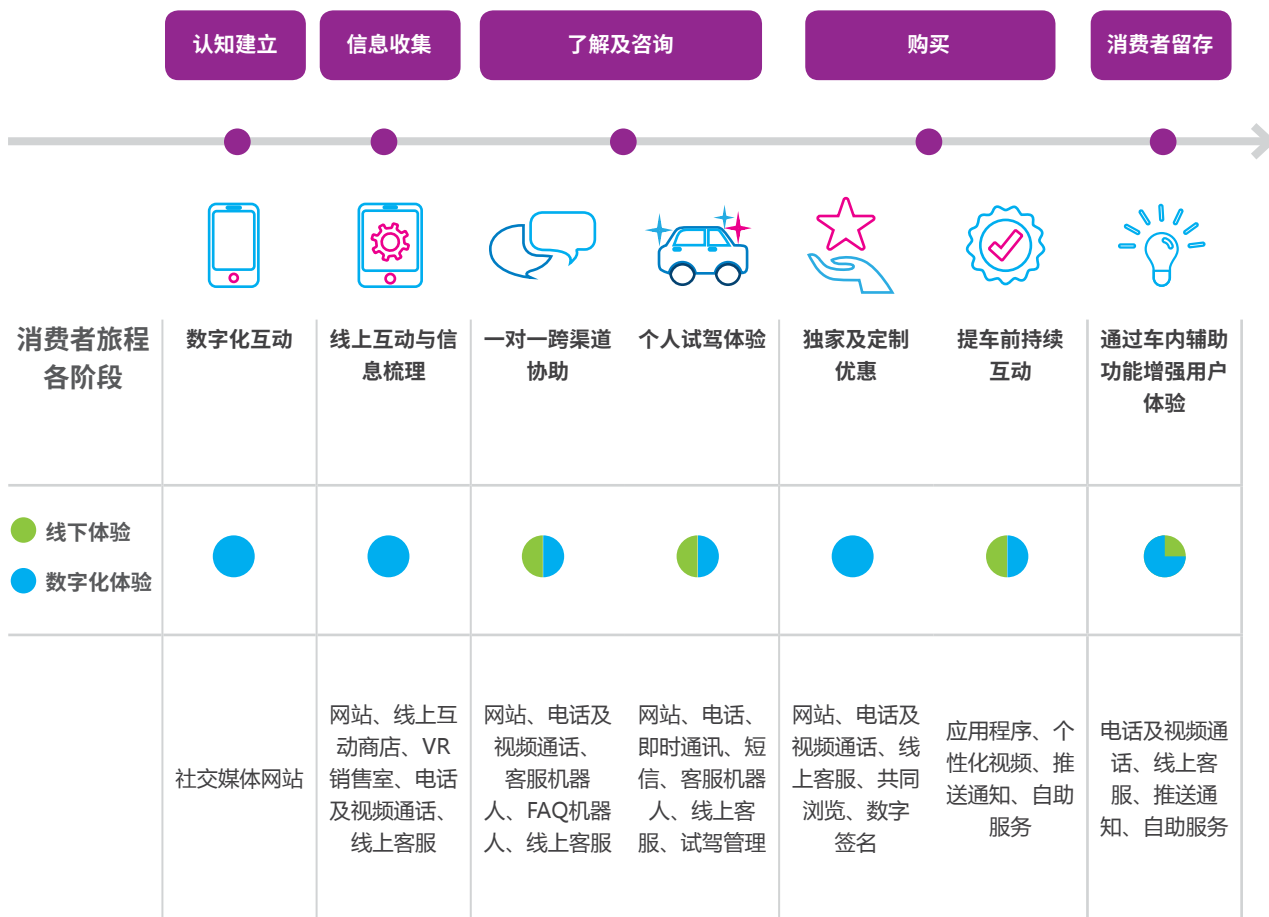 认知建立
信息收集
了解及咨询
购买
消费者留存
消费者旅程
各阶段
数字化互动
线上互动与信
息梳理
一对一跨渠道
协助
个人试驾体验
独家及定制
优惠
提车前持续
互动
通过车内辅助
功能增强用户
体验
线下体验
数字化体验
社交媒体网站
网站、线上互
动商店、VR
销售室、电话
及视频通话、
线上客服
网站、电话及
视频通话、
客服机器
人、FAQ机器
人、线上客服
网站、电话、
即时通讯、短
信、客服机器
人、线上客
服、试驾管理
网站、电话及
视频通话、线
上客服、共同
浏览、数字
签名
应用程序、个
性化视频、推
送通知、自助
服务
电话及视频通
话、线上客
服、推送通
知、自助服务